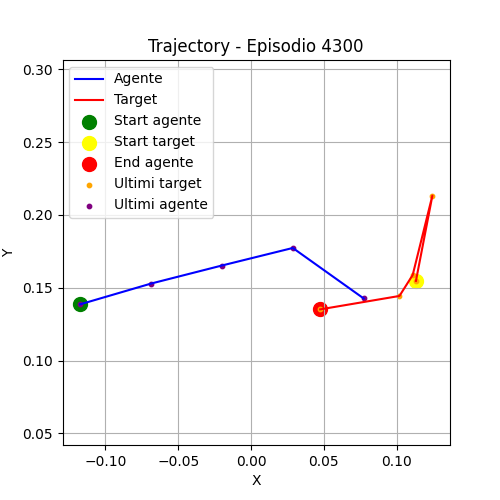 Trajectory - Episodio 4300
Agente
Target
Start agente
Start target
End agente
Ultimi target
Ultimi agente
0.30
0.25
0.20
0.15
0.10
0.05
Y
−0.10 −0.05 0.00 0.05 0.10
X